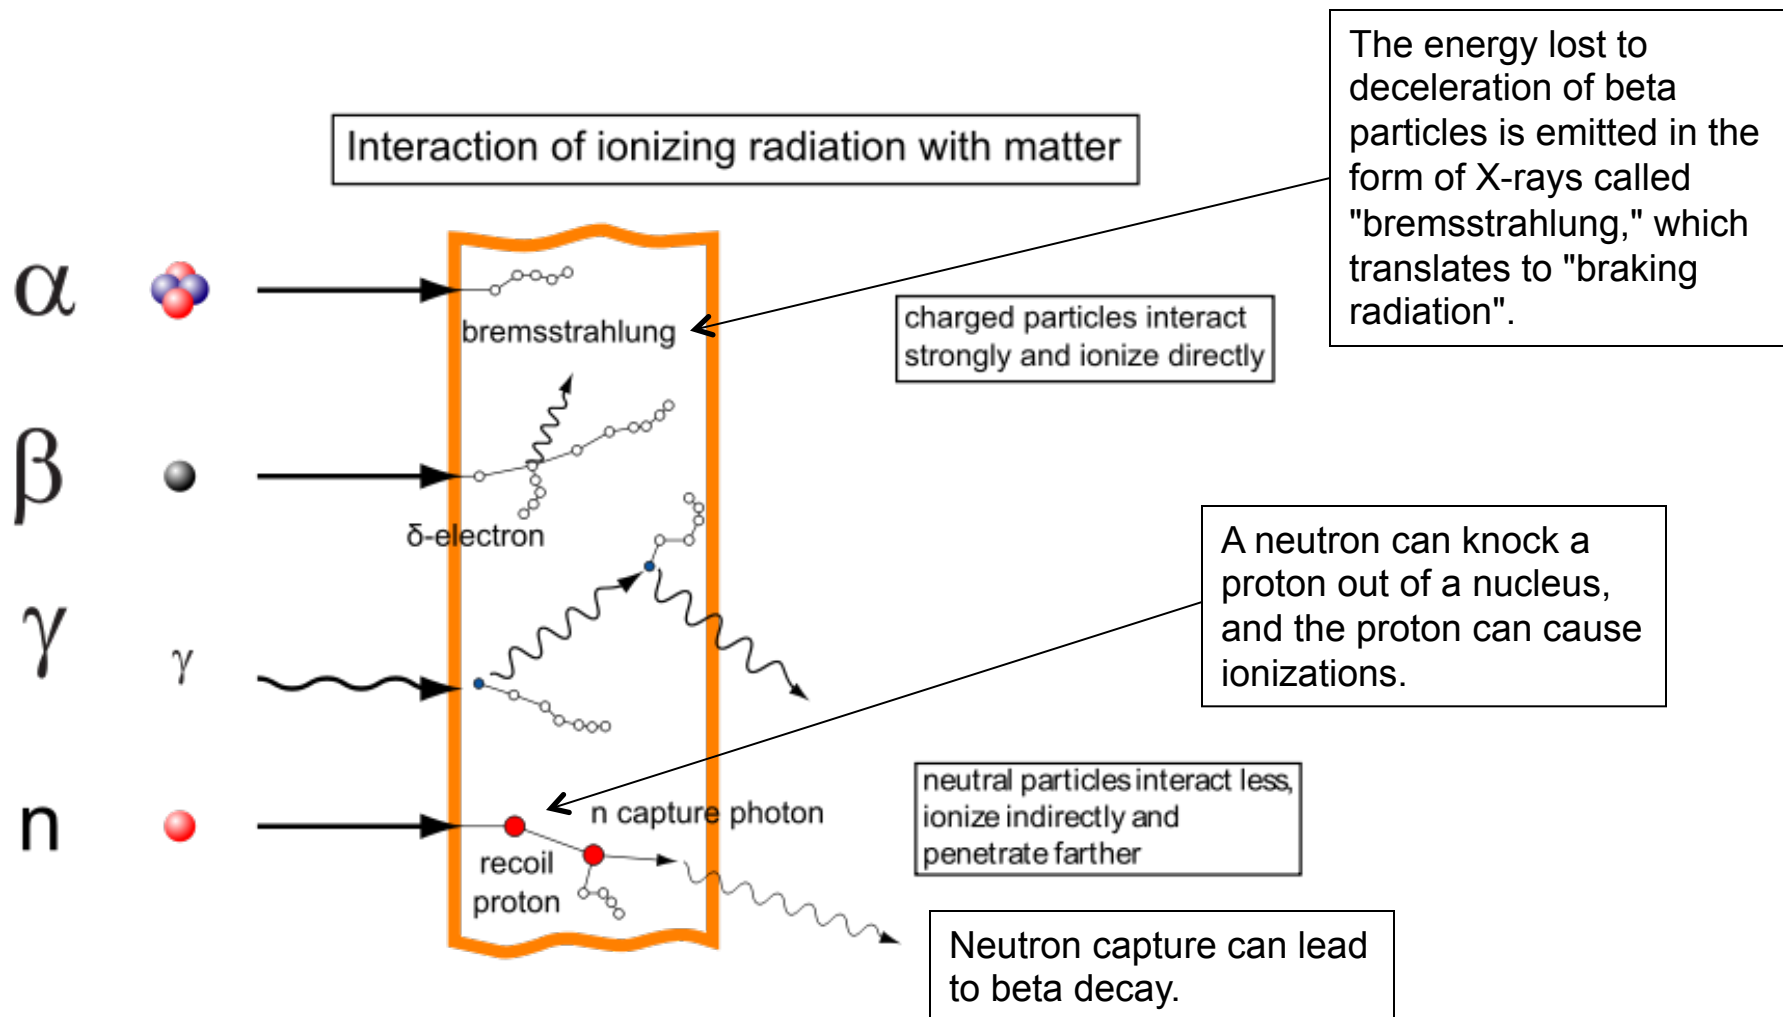 The energy lost to
deceleration of beta
particles is emitted in the
form of X-rays called
"bremsstrahlung," which
translates to "braking
radiation".
Interaction of ionizing radiation with matter
α
bremsstrahlung
charged particles interact
strongly and ionize directly
β
δ-electron
γ
γ
A neutron can knock a
proton out of a nucleus,
and the proton can cause
ionizations.
n
n capture photon
recoil
proton
neutral particles interact less,
ionize indirectly and
penetrate farther
Neutron capture can lead
to beta decay.